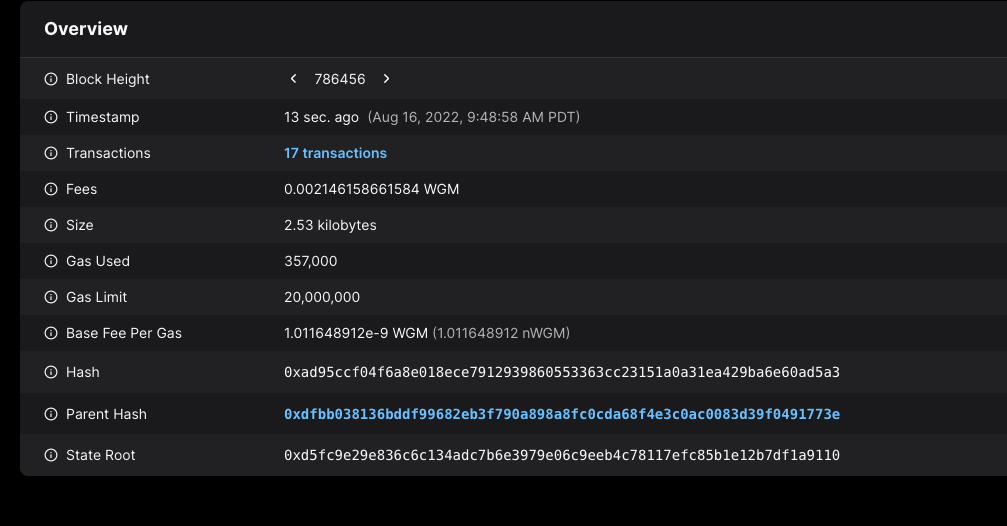 Overview
Block Height 786456
Timestamp 13 sec. ago (Aug 16, 2022, 9:48:58 AM PDT)
Transactions 17 transactions
Fees 0.002146158661584 WGM
Size 2.53 kilobytes
Gas Used 357,000
Gas Limit 20,000,000
Base Fee Per Gas 1.011648912e-9 WGM (1.011648912 nWGM)
Hash 0xad95ccf04f6a8e018ece7912939860553363cc23151a0a31ea429ba6e60ad5a3
Parent Hash 0xdfbb038136bddf99682eb3f790a898a8fc0cda68f4e3c0ac0083d39f0491773e
State Root 0xd5fc9e29e836c6c134adc7b6e3979e06c9eeb4c78117efc85b1e12b7df1a9110